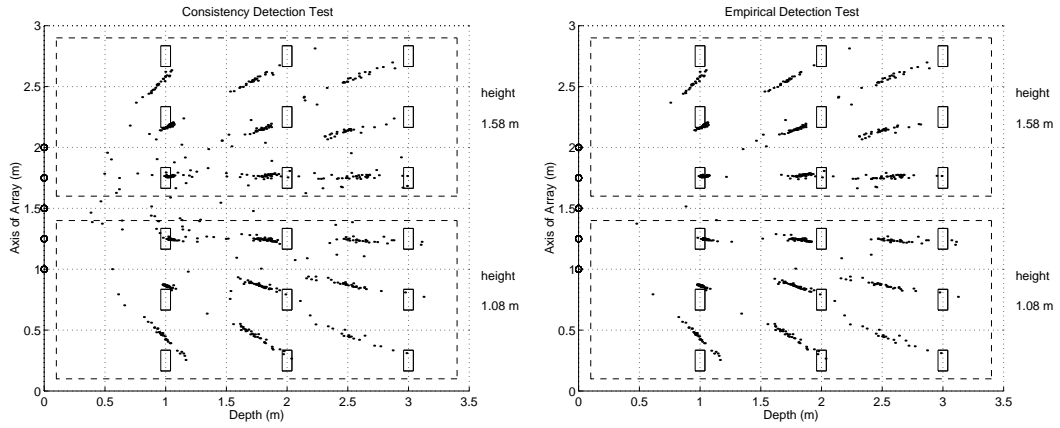 Consistency Detection Test
3
2.5
2
1.5
1
0.5
0
Axis of Array (m)
height
1.58 m
height
1.08 m
0 0.5 1 1.5 2 2.5 3 3.5
Depth (m)
Empirical Detection Test
3
2.5
2
1.5
1
0.5
0
Axis of Array (m)
height
1.58 m
height
1.08 m
0 0.5 1 1.5 2 2.5 3 3.5
Depth (m)